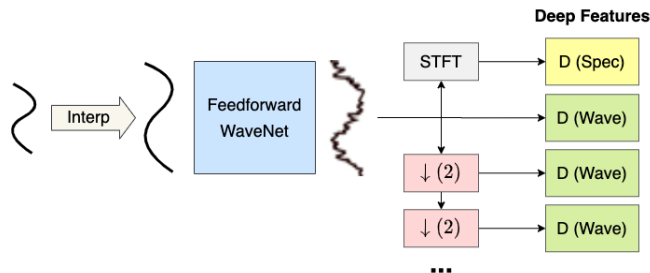 Deep Features
STFT
D (Spec)
Interp
Feedforward
WaveNet
D (Wave)
↓ (2)
D (Wave)
↓ (2)
D (Wave)
...